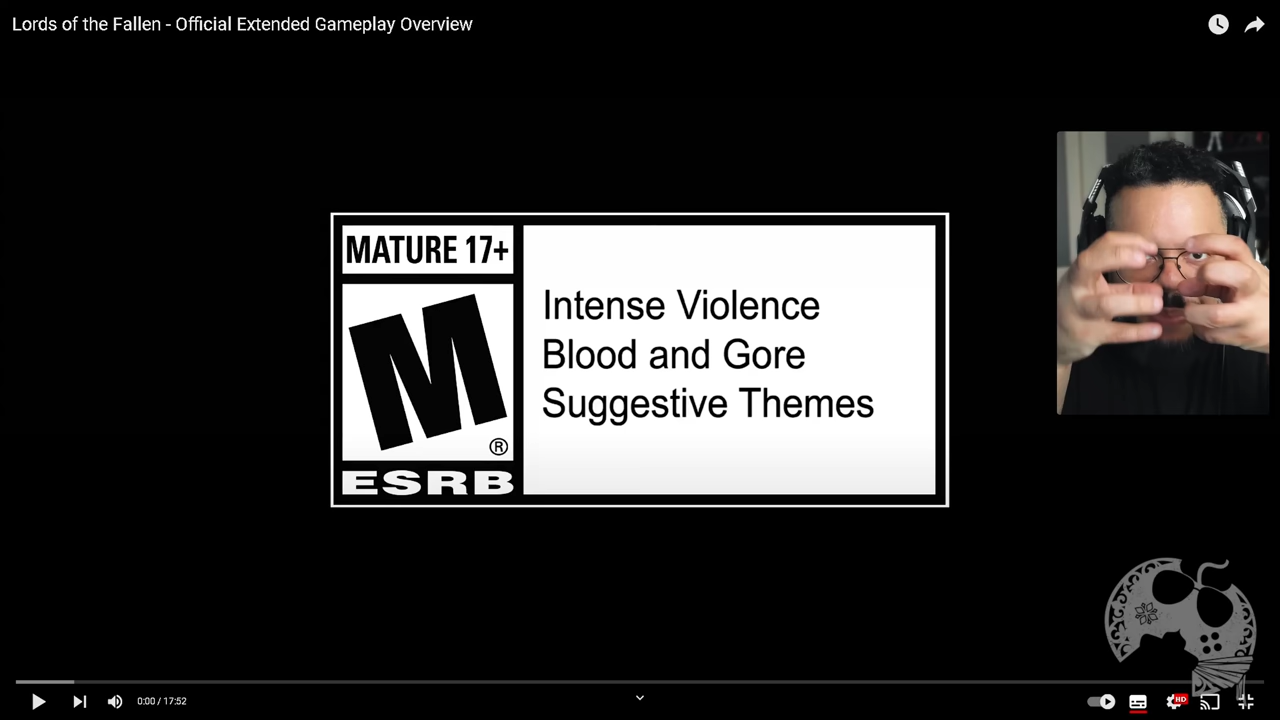 Lords of the Fallen - Official Extended Gameplay Overview
MATURE 17+
M
®
ESRB
Intense Violence
Blood and Gore
Suggestive Themes
0:00 / 17:52
HD